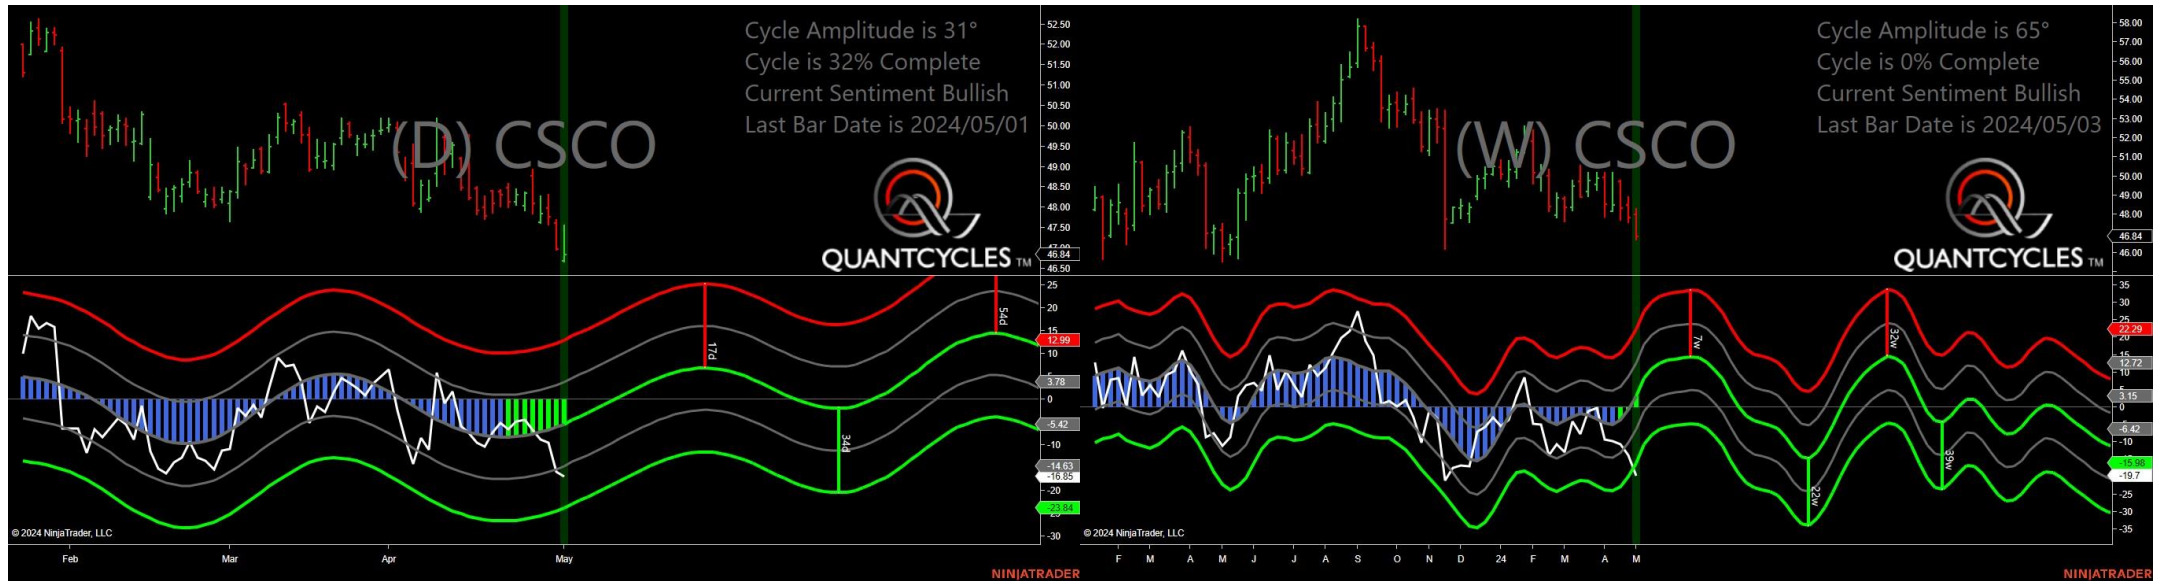 Cycle Amplitude is 31°
Cycle is 32% Complete
Current Sentiment Bullish
Last Bar Date is 2024/05/01
(D) CSCO
QUANTCYCLES TM
52.50
52.00
51.50
51.00
50.50
50.00
49.50
49.00
48.50
48.00
47.50
47.00
46.84
46.50
25
20
15
12.99
10
5
3.78
0
-5.42
-10
-14.63
-16.85
-20
-23.84
-30
17d
34d
54d
© 2024 NinjaTrader, LLC
Feb Mar Apr May
NINJATRADER
Cycle Amplitude is 65°
Cycle is 0% Complete
Current Sentiment Bullish
Last Bar Date is 2024/05/03
(W) CSCO
QUANTCYCLES TM
58.00
57.00
56.00
55.00
54.00
53.00
52.00
51.00
50.00
49.00
48.00
46.84
46.00
35
30
25
22.29
20
15
12.72
10
5
3.15
0
-6.42
-10
-15.98
-19.7
-25
-30
-35
7w
22w
32w
39w
© 2024 NinjaTrader, LLC
F M A M J J A S O N D 24 F M A M
NINJATRADER